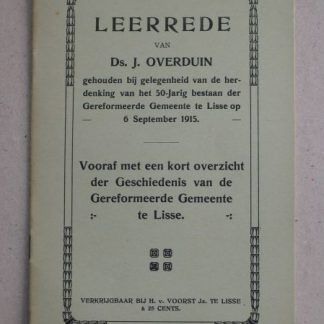 LEERREDE
VAN
Ds. J. OVERDUIN
gehouden bij gelegenheid van de her-
denking van het 50-Jarig bestaan der
Gereformeerde Gemeente te Lisse op
— 6 September 1915. —
Vooraf met een kort overzicht
der Geschiedenis van de
Gereformeerde Gemeente
:- te Lisse. -:
VERKRIJGBAAR BIJ H. v. VOORST Jz. TE LISSE
à 25 CENTS.